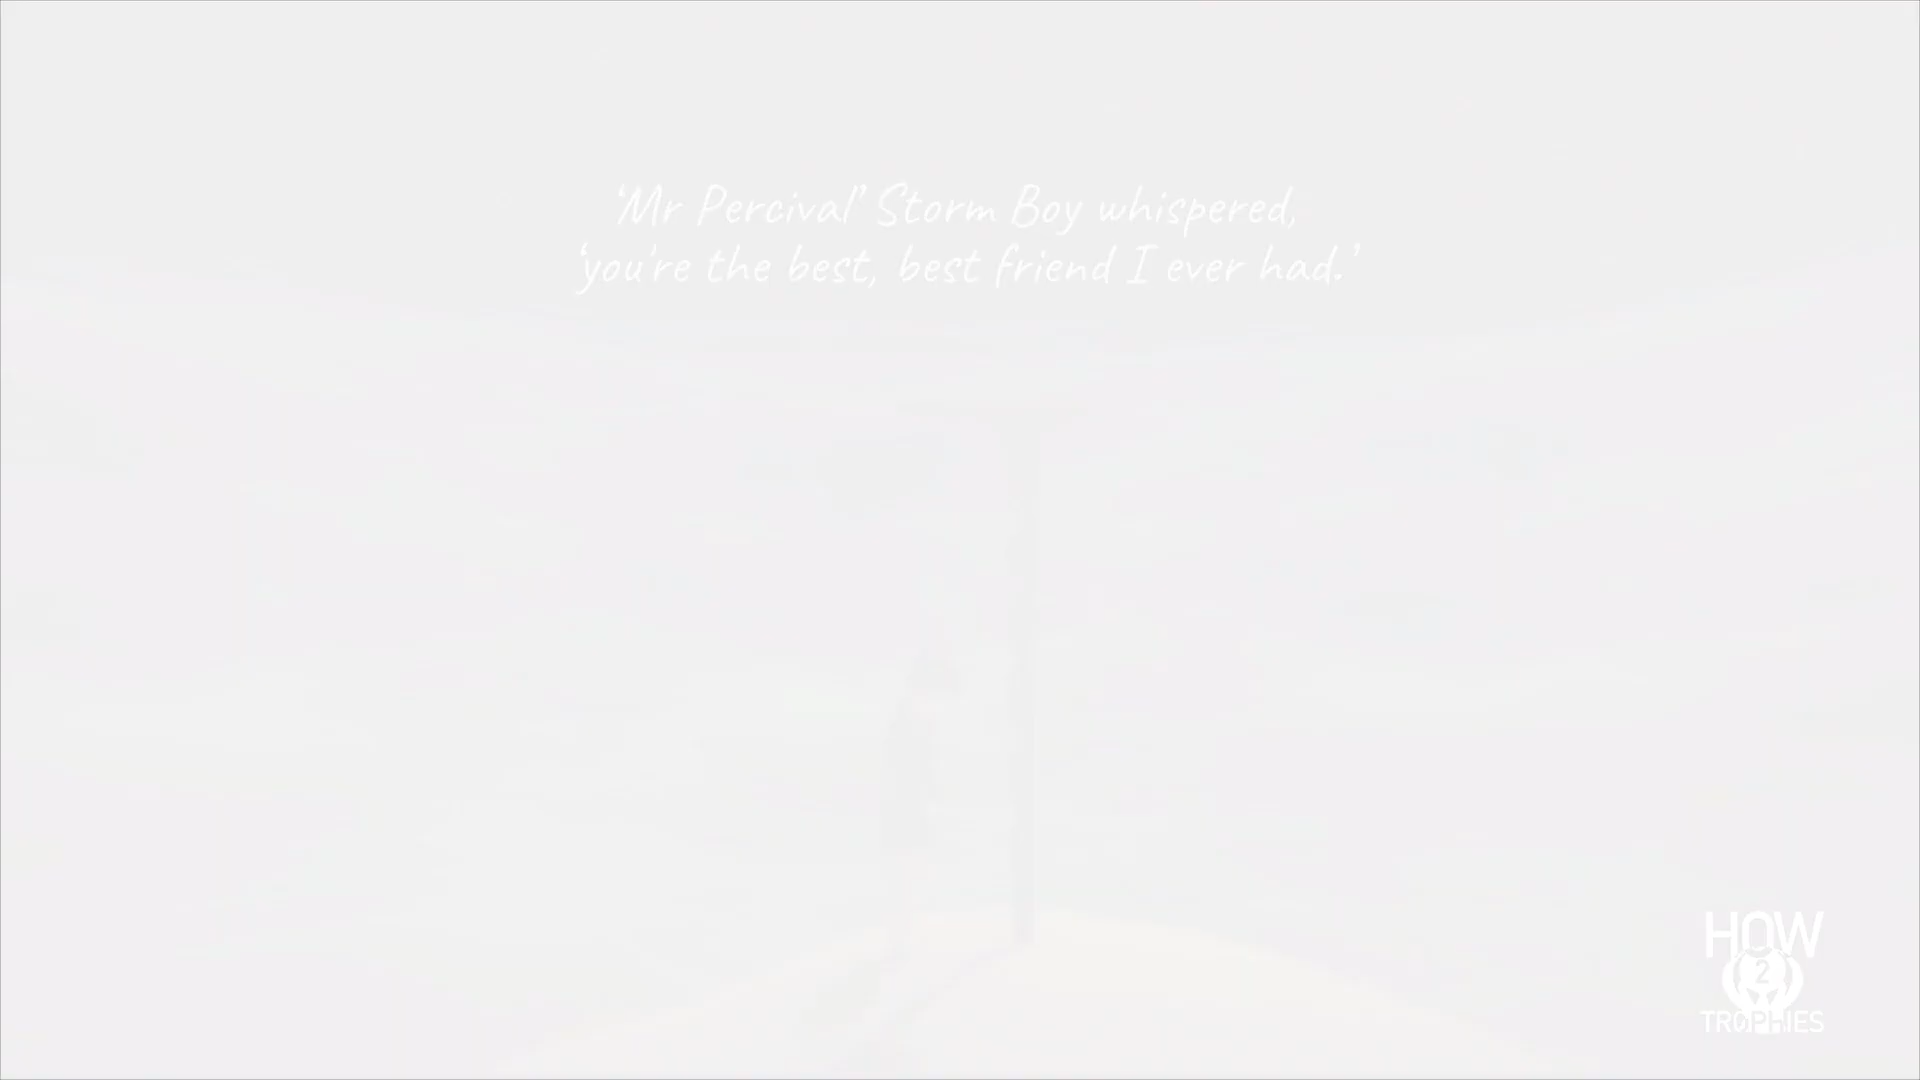 ‘Mr Percival’ Storm Boy whispered,
‘you're the best, best friend I ever had.’
HOW
2
TROPHIES